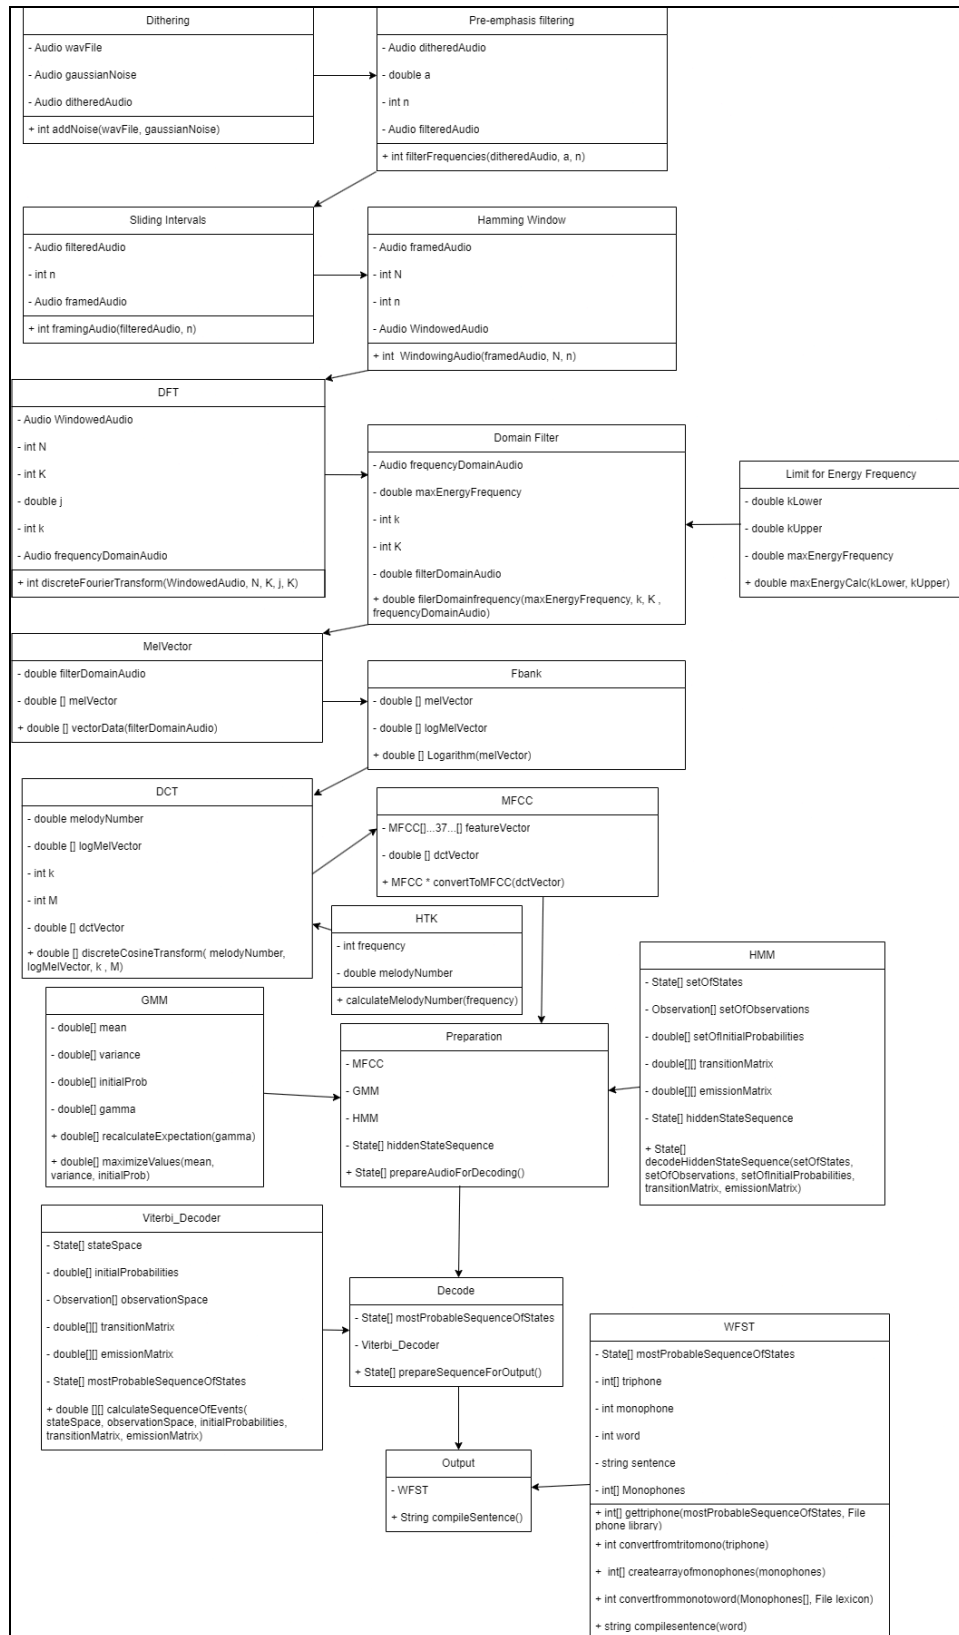 Dithering
- Audio wavFile
- Audio gaussianNoise
- Audio ditheredAudio
+ int addNoise(wavFile, gaussianNoise)
Pre-emphasis filtering
- Audio ditheredAudio
- double a
- int n
- Audio filteredAudio
+ int filterFrequencies(ditheredAudio, a, n)
Sliding Intervals
- Audio filteredAudio
- int n
- Audio framedAudio
+ int framingAudio(filteredAudio, n)
Hamming Window
- Audio framedAudio
- int N
- int n
- Audio WindowedAudio
+ int WindowingAudio(framedAudio, N, n)
DFT
- Audio WindowedAudio
- int N
- int K
- double j
- int k
- Audio frequencyDomainAudio
+ int discreteFourierTransform(WindowedAudio, N, K, j, K)
Domain Filter
- Audio frequencyDomainAudio
- double maxEnergyFrequency
- int k
- int K
- double filterDomainAudio
+ double filerDomainfrequency(maxEnergyFrequency, k, K ,
frequencyDomainAudio)
Limit for Energy Frequency
- double kLower
- double kUpper
- double maxEnergyFrequency
+ double maxEnergyCalc(kLower, kUpper)
MelVector
- double filterDomainAudio
- double [] melVector
+ double [] vectorData(filterDomainAudio)
Fbank
- double [] melVector
- double [] logMelVector
+ double [] Logarithm(melVector)
DCT
- double melodyNumber
- double [] logMelVector
- int k
- int M
- double [] dctVector
+ double [] discreteCosineTransform( melodyNumber,
logMelVector, k , M)
MFCC
- MFCC[]...37...[] featureVector
- double [] dctVector
+ MFCC * convertToMFCC(dctVector)
HTK
- int frequency
- double melodyNumber
+ calculateMelodyNumber(frequency)
HMM
- State[] setOfStates
- Observation[] setOfObservations
- double[] setOfInitialProbabilities
- double[][] transitionMatrix
- double[][] emissionMatrix
- State[] hiddenStateSequence
+ State[]
decodeHiddenStateSequence(setOfStates,
setOfObservations, setOfInitialProbabilities,
transitionMatrix, emissionMatrix)
GMM
- double[] mean
- double[] variance
- double[] initialProb
- double[] gamma
+ double[] recalculateExpectation(gamma)
+ double[] maximizeValues(mean,
variance, initialProb)
Preparation
- MFCC
- GMM
- HMM
- State[] hiddenStateSequence
+ State[] prepareAudioForDecoding()
Viterbi_Decoder
- State[] stateSpace
- double[] initialProbabilities
- Observation[] observationSpace
- double[][] transitionMatrix
- double[][] emissionMatrix
- State[] mostProbableSequenceOfStates
+ double [][] calculateSequenceOfEvents(
stateSpace, observationSpace, initialProbabilities,
transitionMatrix, emissionMatrix)
Decode
- State[] mostProbableSequenceOfStates
- Viterbi_Decoder
+ State[] prepareSequenceForOutput()
WFST
- State[] mostProbableSequenceOfStates
- int[] triphone
- int monophone
- int word
- string sentence
- int[] Monophones
+ int[] gettriphone(mostProbableSequenceOfStates, File
phone library)
+ int convertfromtritomono(triphone)
+ int[] createarrayofmonophones(monophones)
+ int convertfrommonotoword(Monophones[], File lexicon)
+ string compilesentence(word)
Output
- WFST
+ String compileSentence()